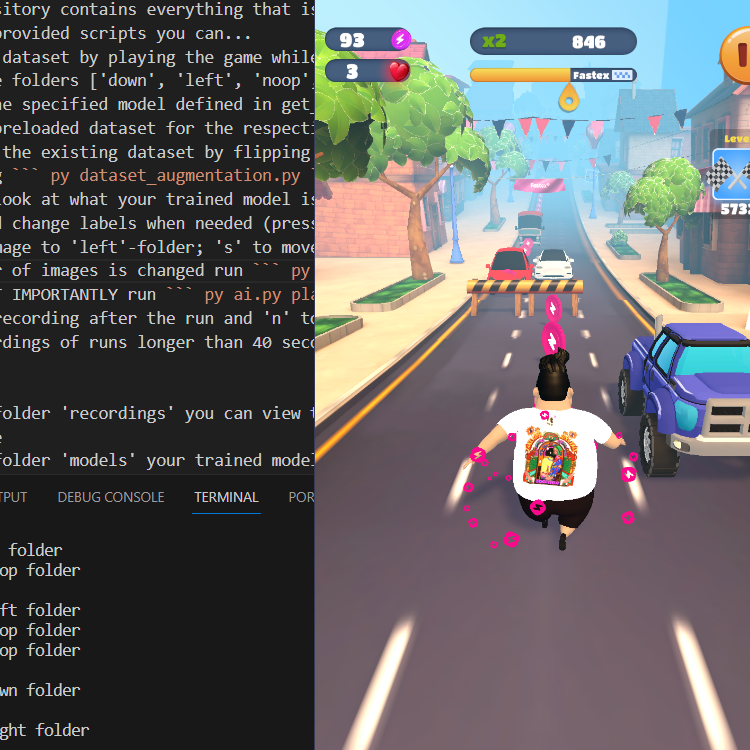 sitory contains everything that is
provided scripts you can...
dataset by playing the game while
folders ['down', 'left', 'noop',
he specified model defined in get_
preloaded dataset for the respecti
the existing dataset by flipping
``` py dataset_augmentation.py
look at what your trained model is
d change labels when needed (press
mage to 'left'-folder; 's' to move
r of images is changed run ``` py
T IMPORTANTLY run ``` py ai.py pla
recording after the run and 'n' to
rdings of runs longer than 40 seco
folder 'recordings' you can view
e
folder 'models' your trained mode
TPUT DEBUG CONSOLE TERMINAL POR
folder
op folder
ft folder
op folder
op folder
wn folder
ght folder
93
3
x2 846
Fastex
!
Leve
573